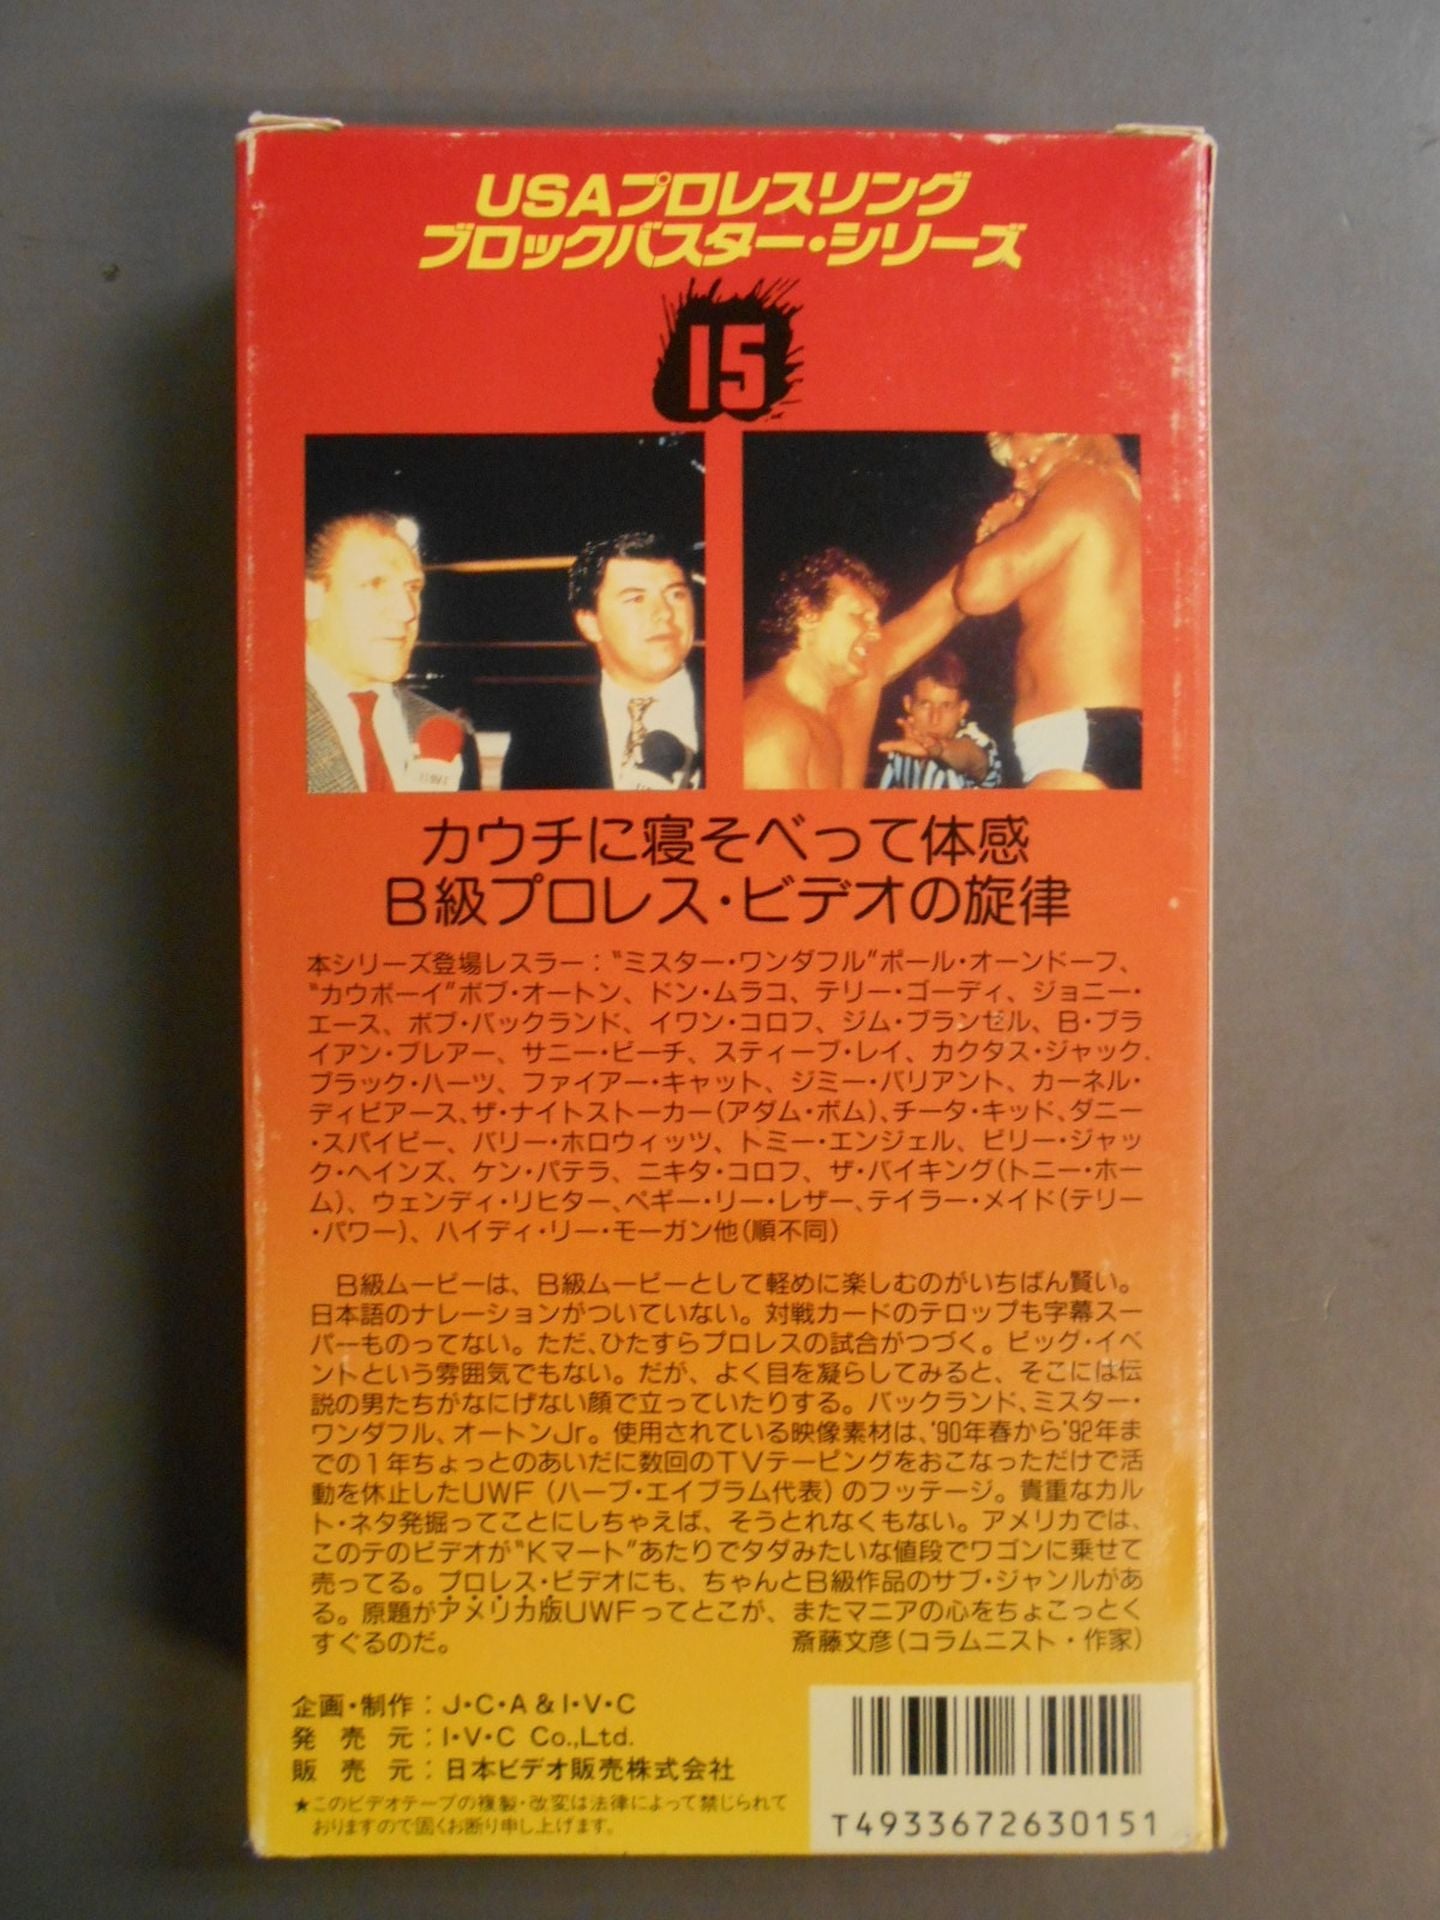 USAプロレスリング
ブロックバスター・シリーズ
15
カウチに寝そべって体感
B級プロレス・ビデオの旋律
本シリーズ登場レスラー：“ミスター・ワンダフル”ポール・オーンドーフ、
“カウボーイ”ボブ・オートン、ドン・ムラコ、テリー・ゴーディ、ジョニー・
エース、ボブ・バックランド、イワン・コロフ、ジム・ブランゼル、B・ブラ
イアン・ブレアー、サニー・ビーチ、スティーブ・レイ、カクタス・ジャック、
ブラック・ハーツ、ファイアー・キャット、ジミー・バリアント、カーネル・
ディビアース、ザ・ナイトストーカー（アダム・ボム）、チータ・キッド、ダニー
・スパイビー、バリー・ホロウィッツ、トミー・エンジェル、ビリー・ジャッ
ク・ヘインズ、ケン・パテラ、ニキタ・コロフ、ザ・バイキング（トニー・ホー
ム）、ウェンディ・リヒター、ペギー・リー・レザー、テイラー・メイド（テリー
・パワー）、ハイディ・リー・モーガン他（順不同）
B級ムービーは、B級ムービーとして軽めに楽しむのがいちばん賢い。
日本語のナレーションがついていない。対戦カードのテロップも字幕スー
パーものってない。ただ、ひたすらプロレスの試合がつづく。ビッグ・イベ
ントという雰囲気でもない。だが、よく目を凝らしてみると、そこには伝
説の男たちがなにげない顔で立っていたりする。バックランド、ミスター・
ワンダフル、オートンJr。使用されている映像素材は、'90年春から'92年ま
での1年ちょっとのあいだに数回のTVテーピングをおこなっただけで活
動を休止したUWF（ハーブ・エイブラム代表）のフッテージ。貴重なカル
ト・ネタ発掘ってことにしちゃえば、そうとれなくもない。アメリカでは、
このテのビデオが“Kマート”あたりでタダみたいな値段でワゴンに乗せて
売ってる。プロレス・ビデオにも、ちゃんとB級作品のサブ・ジャンルがあ
る。原題がアメリカ版UWFってとこが、またマニアの心をちょこっとく
すぐるのだ。 斎藤文彦（コラムニスト・作家）
企画・制作：J・C・A＆I・V・C
発売元：I・V・C Co.,Ltd.
販売元：日本ビデオ販売株式会社
★このビデオテープの複製・改変は法律によって禁じられて
おりますので固くお断り申し上げます。
T4933672630151